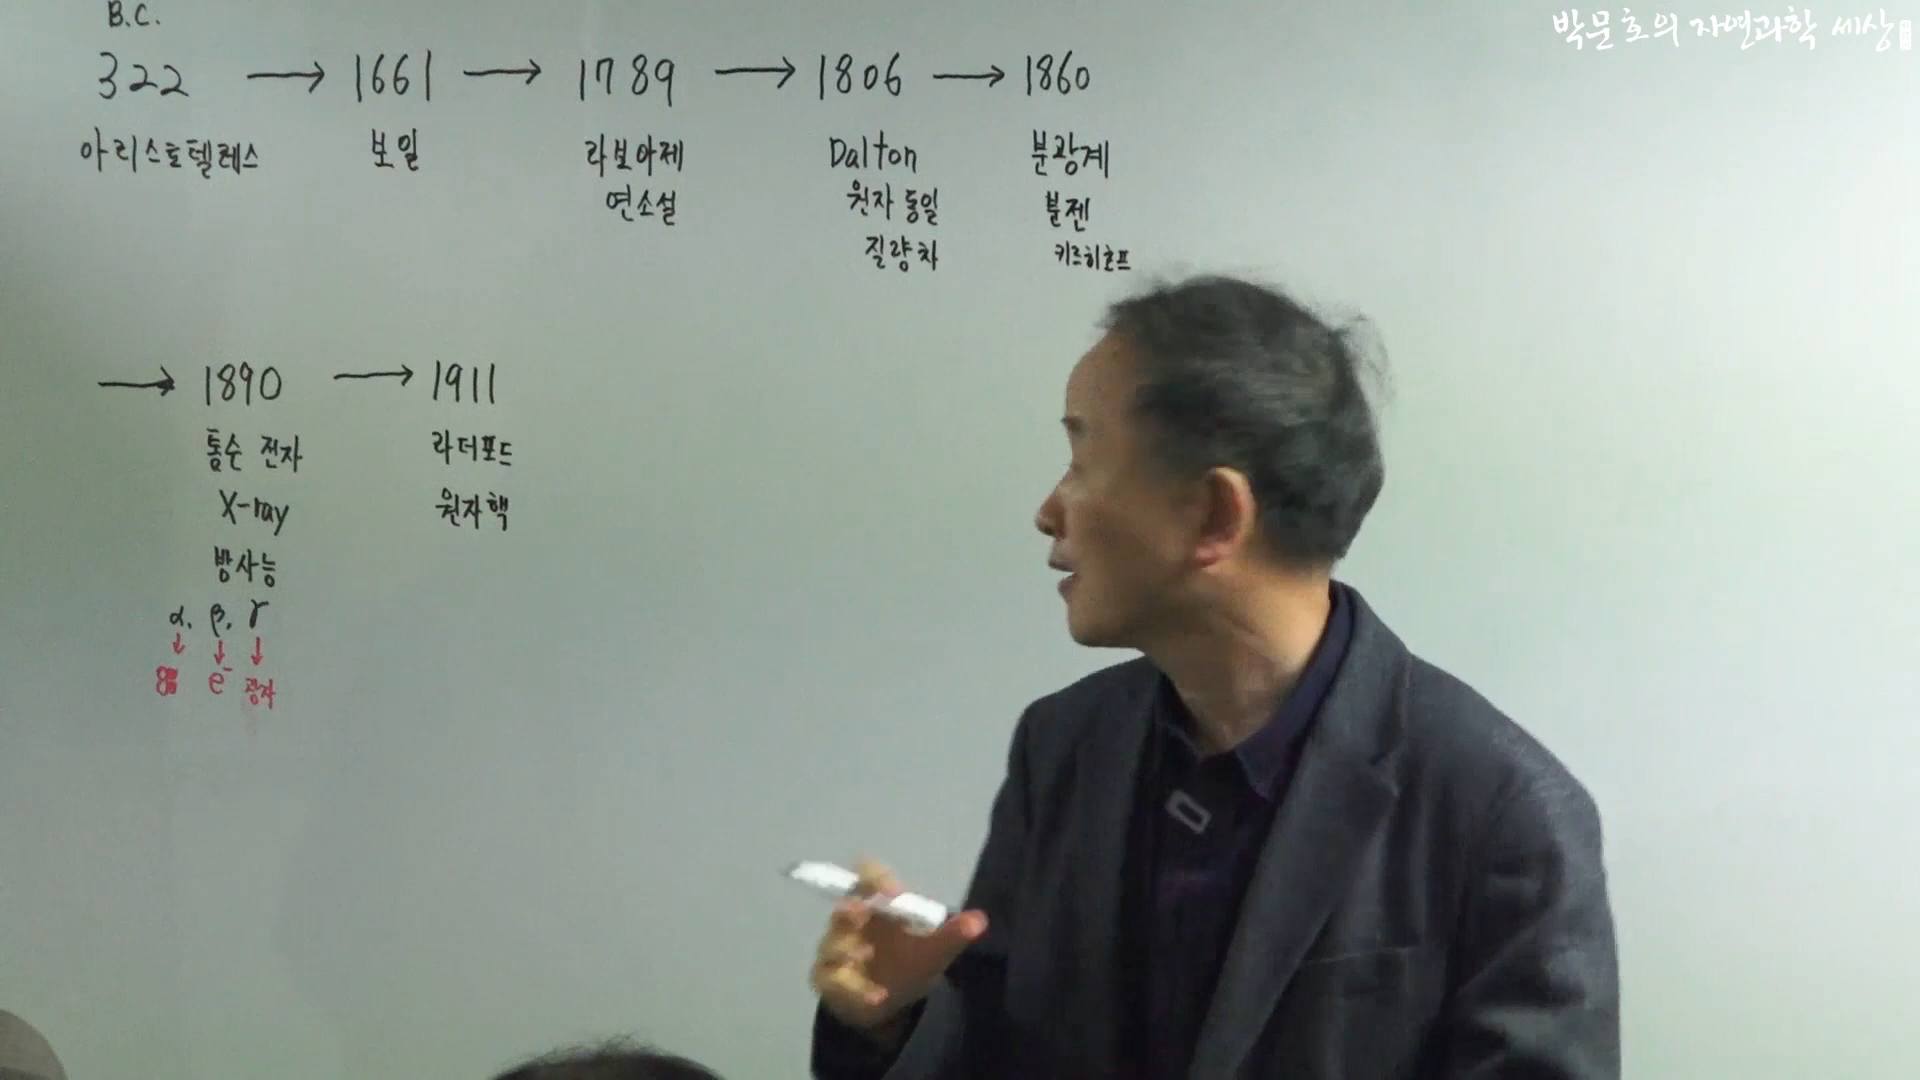 박문호의 자연과학 세상
B.C.
322 → 1661 → 1789 → 1806 → 1860
아리스토텔레스 보일 라보아제 Dalton 분광계
연소설 원자 동일 분젠
질량차 키르히호프
→ 1890 → 1911
톰슨 전자 라더포드
X-ray 원자핵
방사능
α, β, γ
↓ ↓ ↓
e⁻ 광자